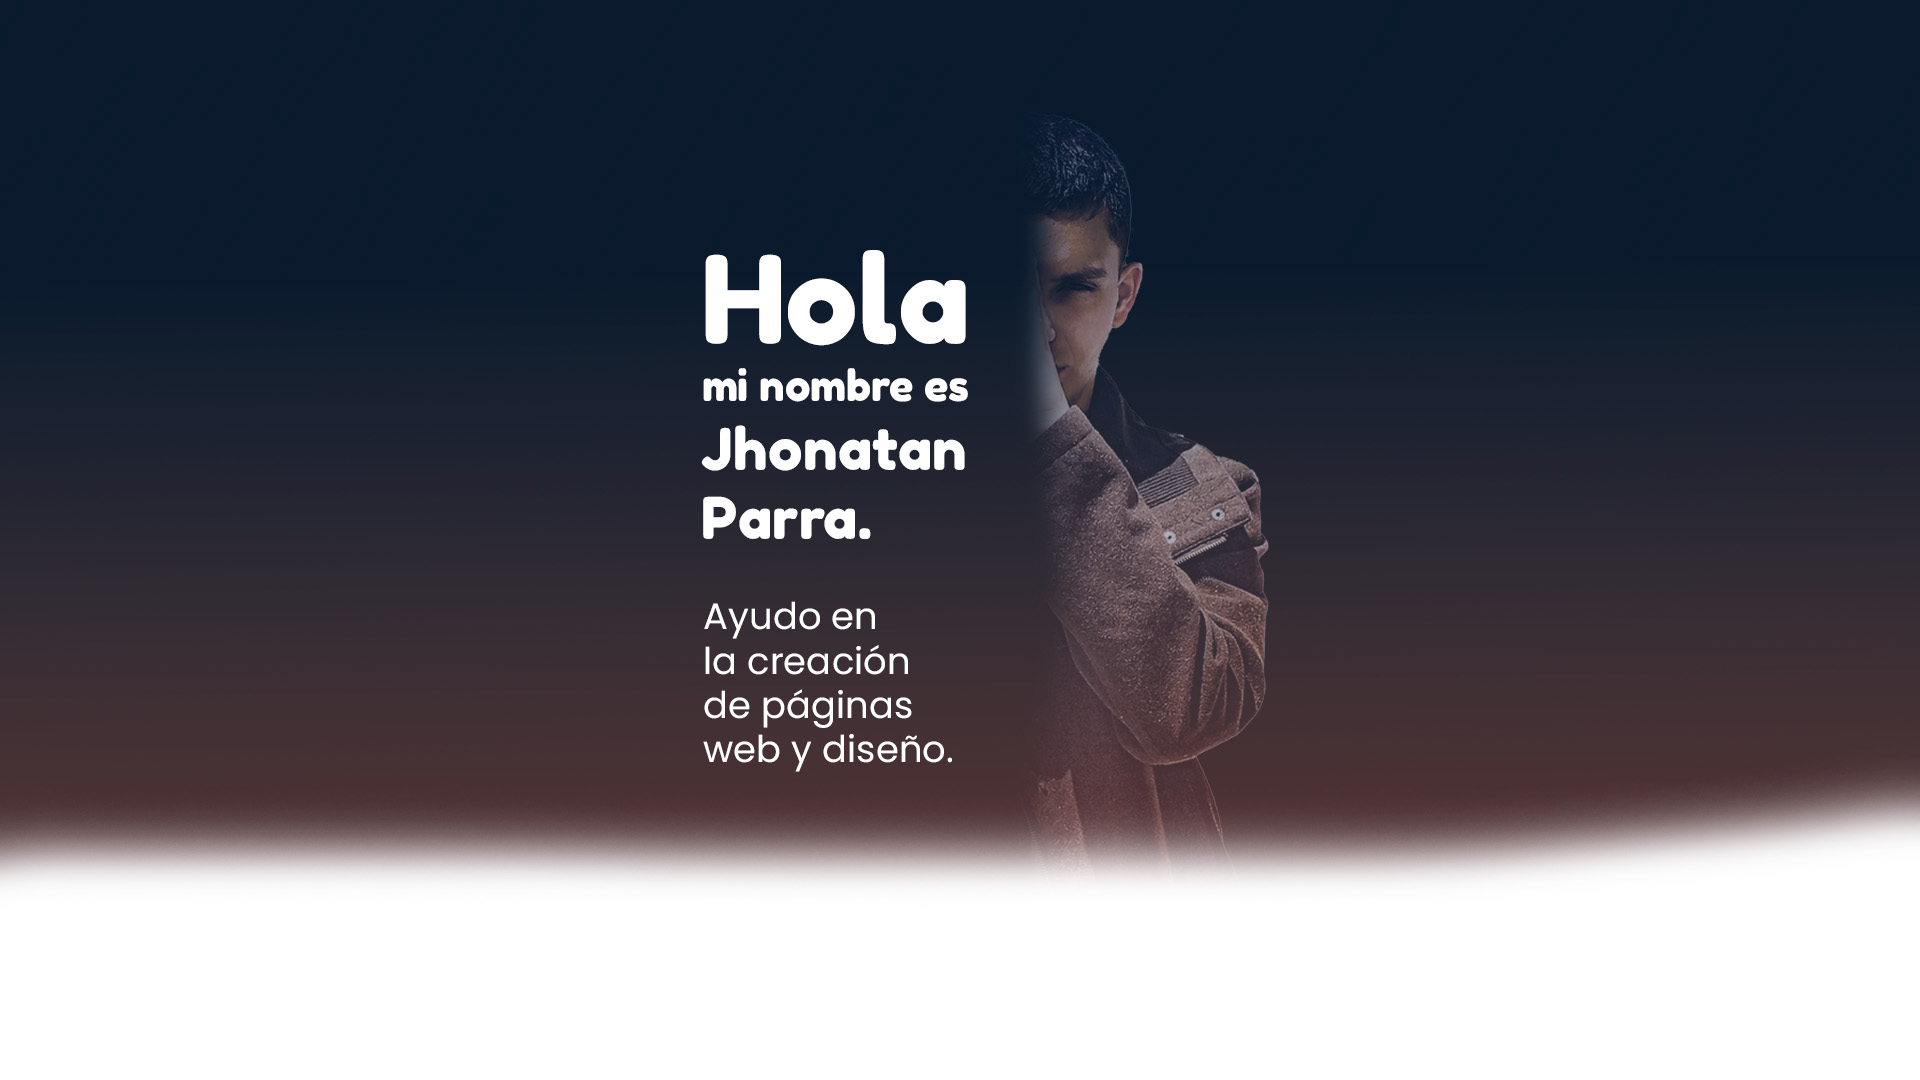 Hola
mi nombre es
Jhonatan
Parra.
Ayudo en
la creación
de páginas
web y diseño.